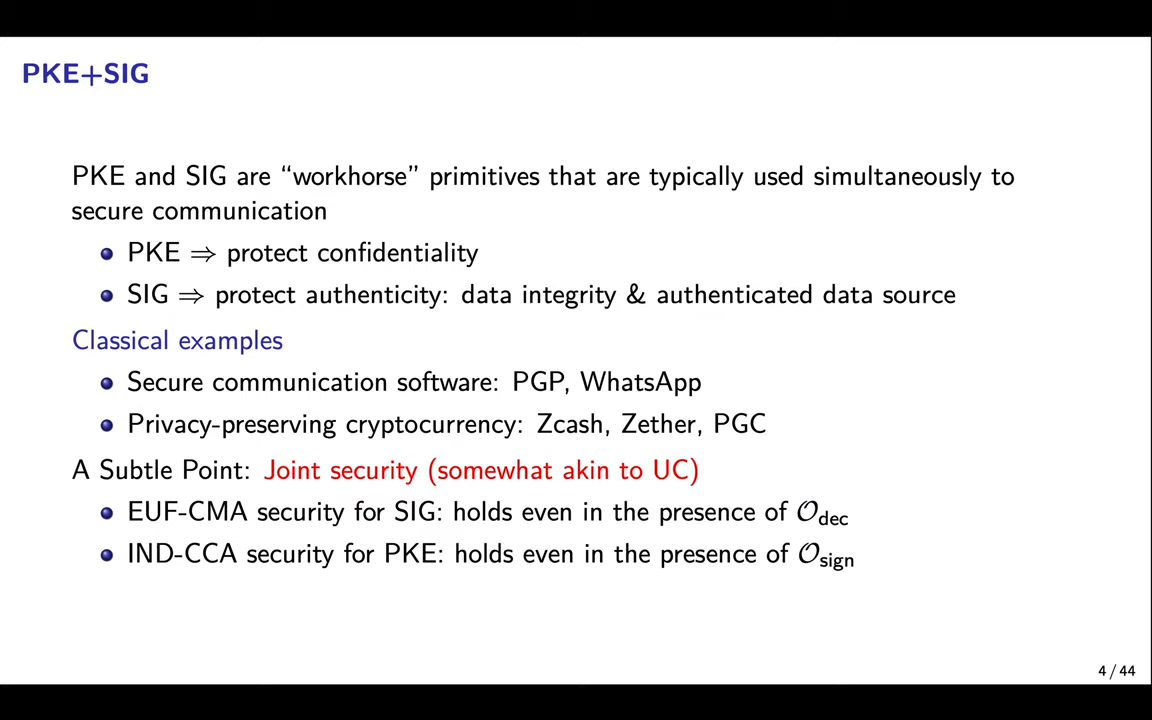 PKE+SIG
PKE and SIG are “workhorse” primitives that are typically used simultaneously to
secure communication
PKE ⇒ protect confidentiality
SIG ⇒ protect authenticity: data integrity & authenticated data source
Classical examples
Secure communication software: PGP, WhatsApp
Privacy-preserving cryptocurrency: Zcash, Zether, PGC
A Subtle Point: Joint security (somewhat akin to UC)
EUF-CMA security for SIG: holds even in the presence of 𝒪dec
IND-CCA security for PKE: holds even in the presence of 𝒪sign
4 / 44